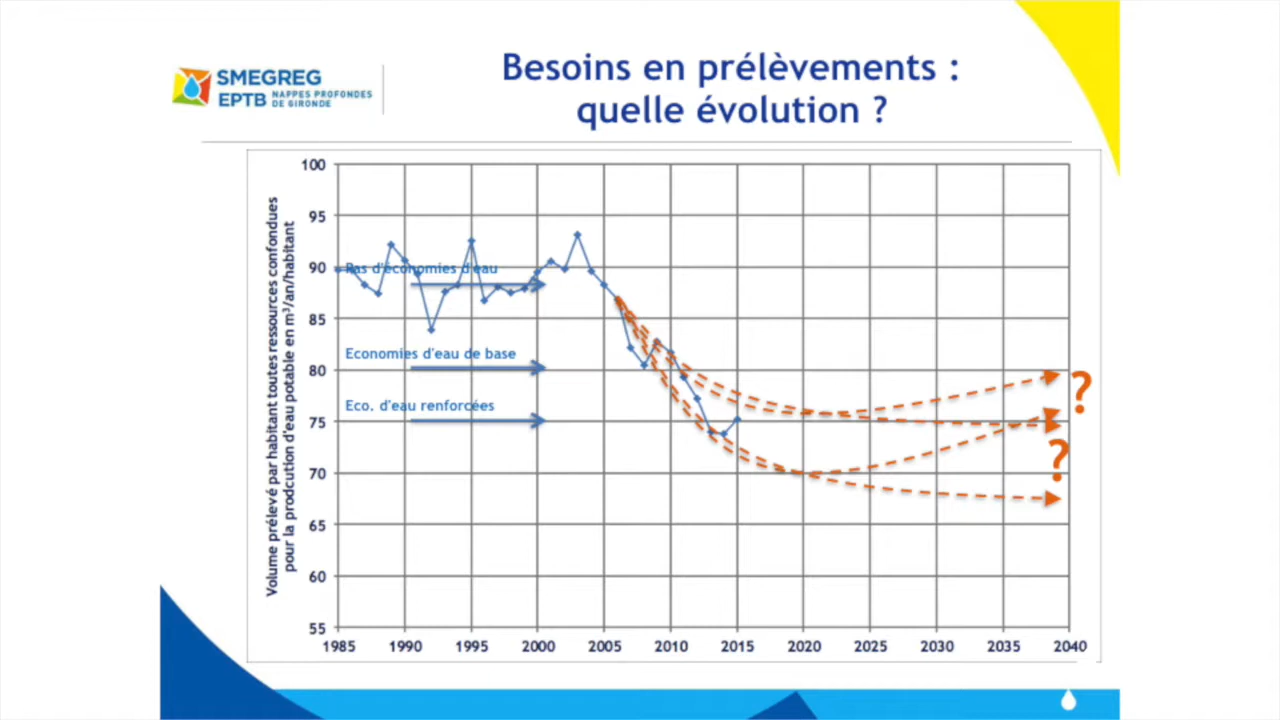 SMEGREG
EPTB NAPPES PROFONDES
DE GIRONDE
Besoins en prélèvements :
quelle évolution ?
Volume prélevé par habitant toutes ressources confondues
pour la prodcution d'eau potable en m³/an/habitant
100
95
90
85
80
75
70
65
60
55
Pas d'économies d'eau
Economies d'eau de base
Eco. d'eau renforcées
?
?
1985 1990 1995 2000 2005 2010 2015 2020 2025 2030 2035 2040